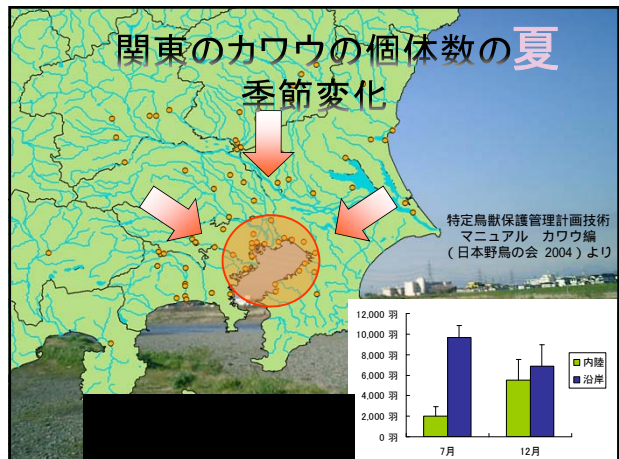 関東のカワウの個体数の夏
季節変化
特定鳥獣保護管理計画技術
マニュアル カワウ編
(日本野鳥の会 2004)より
12,000 羽
10,000 羽
8,000 羽
6,000 羽
4,000 羽
2,000 羽
0 羽
7月
12月
内陸
沿岸